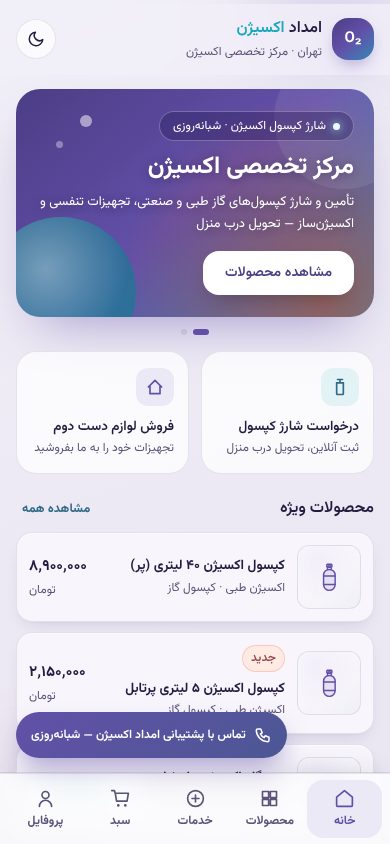 O₂
امداد اکسیژن
تهران · مرکز تخصصی اکسیژن
شارژ کپسول اکسیژن · شبانه‌روزی
مرکز تخصصی اکسیژن
تأمین و شارژ کپسول‌های گاز طبی و صنعتی، تجهیزات تنفسی و
اکسیژن‌ساز — تحویل درب منزل
مشاهده محصولات
درخواست شارژ کپسول
ثبت آنلاین، تحویل درب منزل
فروش لوازم دست دوم
تجهیزات خود را به ما بفروشید
محصولات ویژه
مشاهده همه
کپسول اکسیژن ۴۰ لیتری (پر)
اکسیژن طبی · کپسول گاز
۸,۹۰۰,۰۰۰
تومان
جدید
کپسول اکسیژن ۵ لیتری پرتابل
اکسیژن طبی · کپسول گاز
۲,۱۵۰,۰۰۰
تومان
تماس با پشتیبانی امداد اکسیژن — شبانه‌روزی
خانه
محصولات
خدمات
سبد
پروفایل